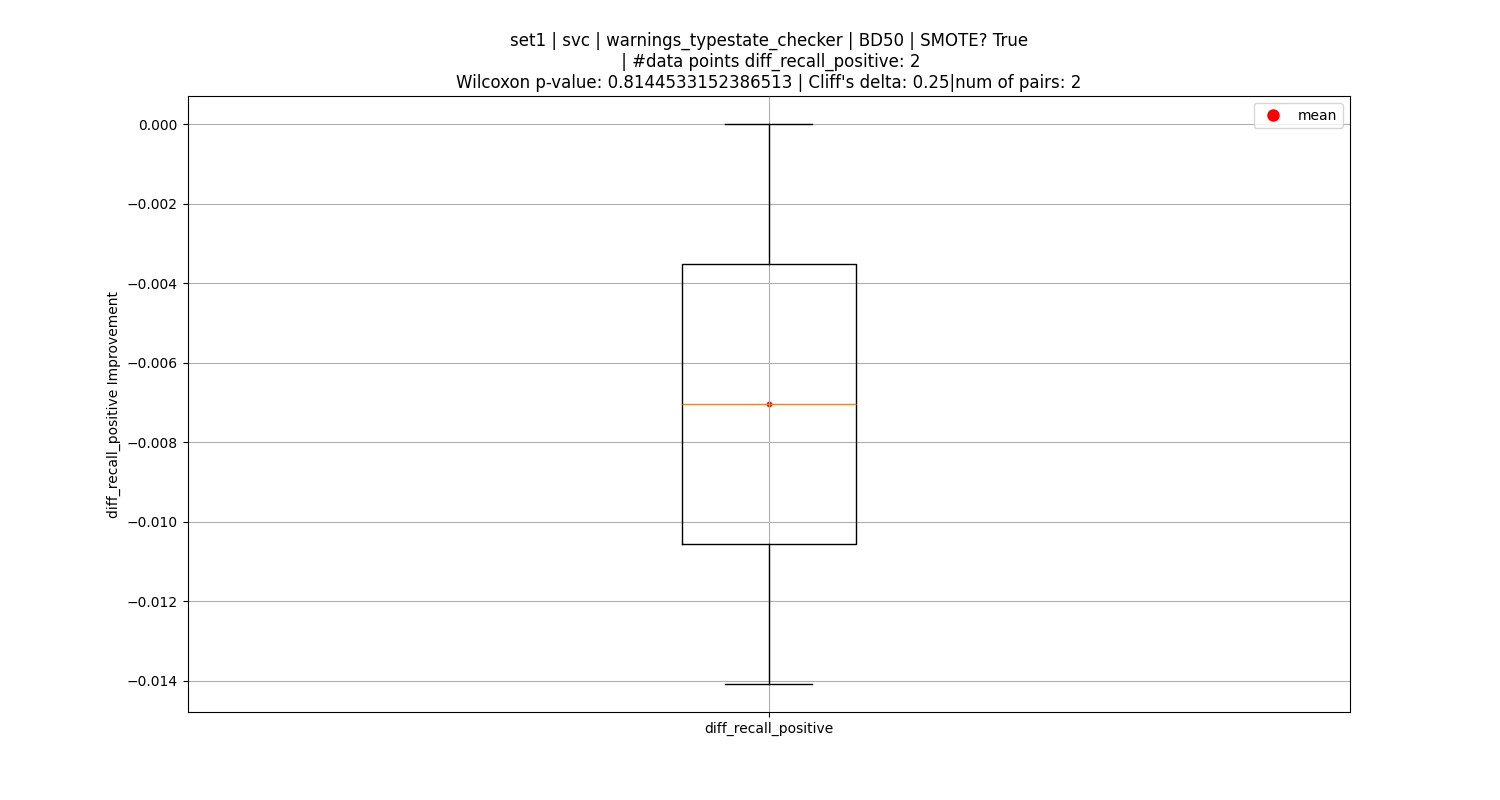 set1 | svc | warnings_typestate_checker | BD50 | SMOTE? True
| #data points diff_recall_positive: 2
Wilcoxon p-value: 0.8144533152386513 | Cliff's delta: 0.25|num of pairs: 2
mean
0.000
−0.002
−0.004
−0.006
−0.008
−0.010
−0.012
−0.014
diff_recall_positive Improvement
diff_recall_positive